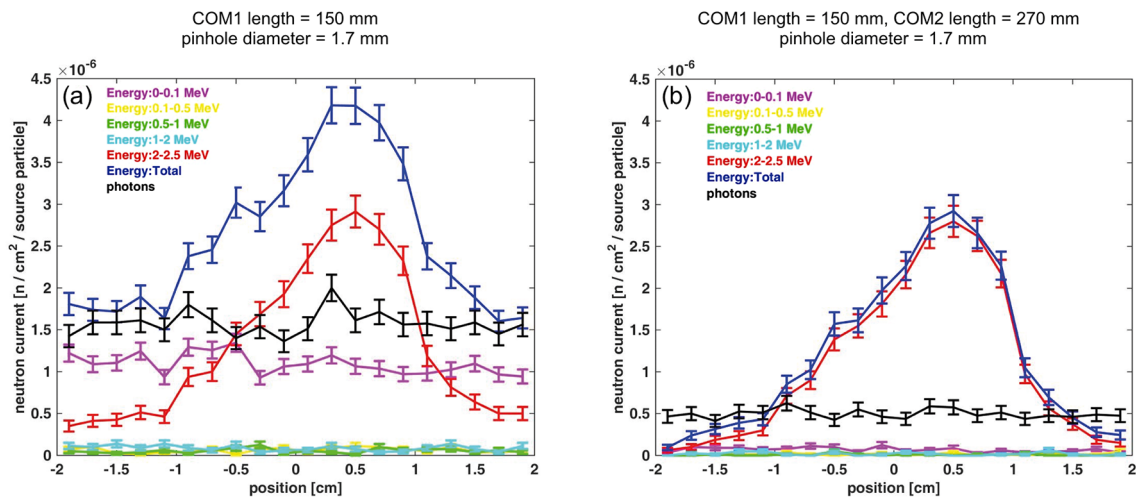 COM1 length = 150 mm
pinhole diameter = 1.7 mm
×10⁻⁶
(a)
Energy:0-0.1 MeV
Energy:0.1-0.5 MeV
Energy:0.5-1 MeV
Energy:1-2 MeV
Energy:2-2.5 MeV
Energy:Total
photons
4.5
4
3.5
3
2.5
2
1.5
1
0.5
0
neutron current [n / cm² / source particle]
-2 -1.5 -1 -0.5 0 0.5 1 1.5 2
position [cm]
COM1 length = 150 mm, COM2 length = 270 mm
pinhole diameter = 1.7 mm
×10⁻⁶
(b)
Energy:0-0.1 MeV
Energy:0.1-0.5 MeV
Energy:0.5-1 MeV
Energy:1-2 MeV
Energy:2-2.5 MeV
Energy:Total
photons
4.5
4
3.5
3
2.5
2
1.5
1
0.5
0
neutron current [n / cm² / source particle]
-2 -1.5 -1 -0.5 0 0.5 1 1.5 2
position [cm]